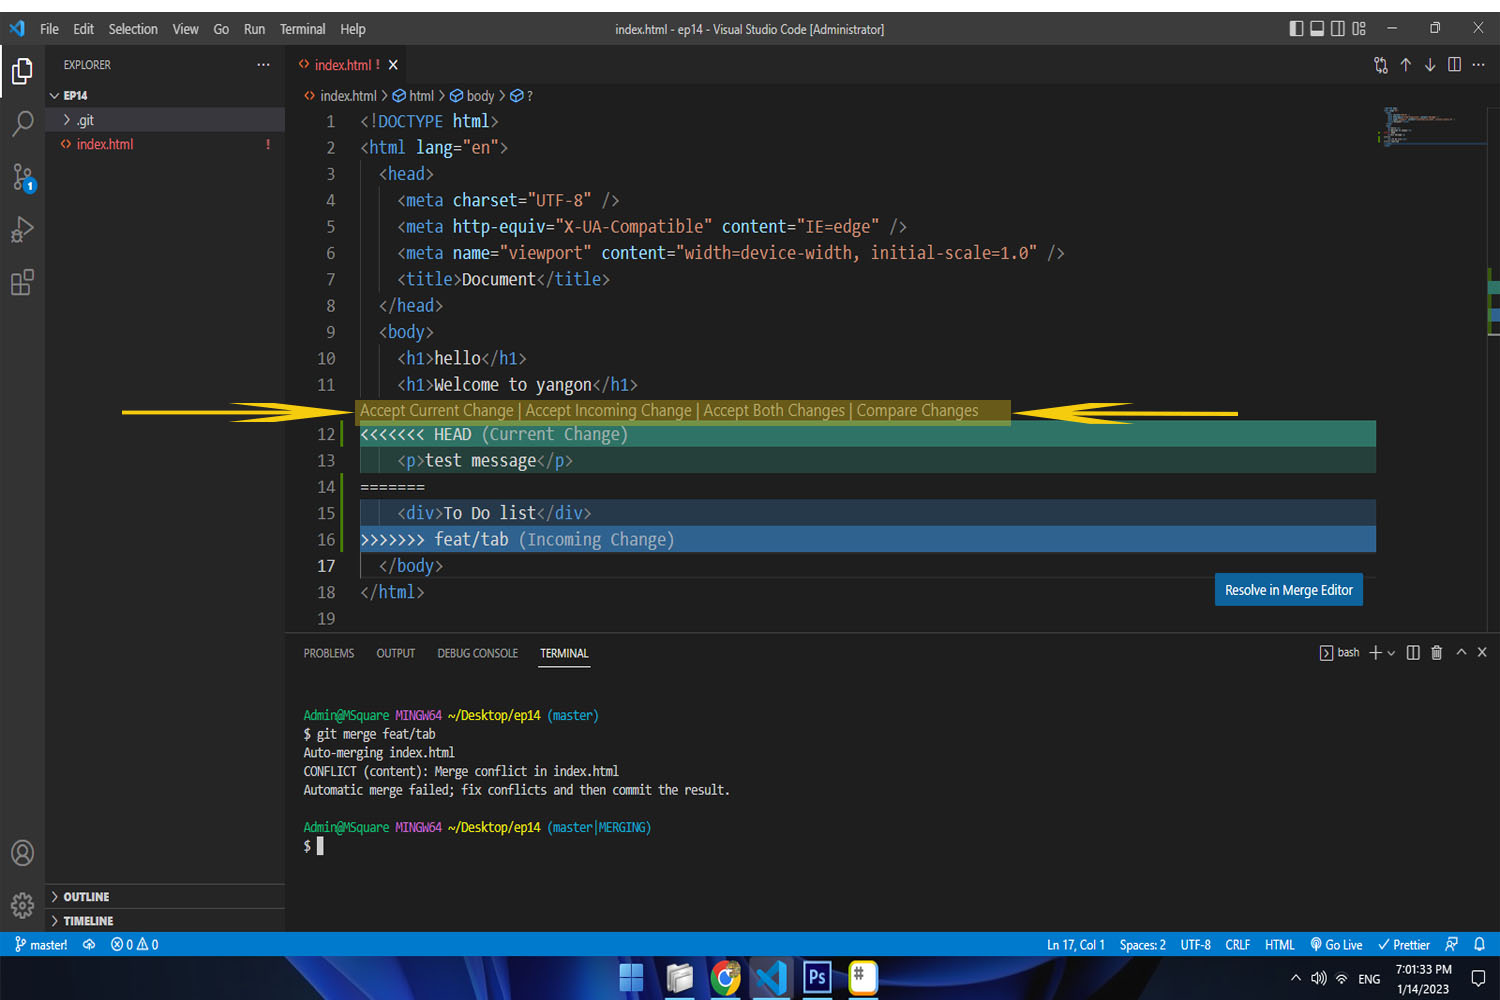 File Edit Selection View Go Run Terminal Help
index.html - ep14 - Visual Studio Code [Administrator]
EXPLORER
EP14
.git
index.html !
1
index.html !
index.html > html > body > ?
1 <!DOCTYPE html>
2 <html lang="en">
3 <head>
4 <meta charset="UTF-8" />
5 <meta http-equiv="X-UA-Compatible" content="IE=edge" />
6 <meta name="viewport" content="width=device-width, initial-scale=1.0" />
7 <title>Document</title>
8 </head>
9 <body>
10 <h1>hello</h1>
11 <h1>Welcome to yangon</h1>
Accept Current Change | Accept Incoming Change | Accept Both Changes | Compare Changes
12 <<<<<<< HEAD (Current Change)
13 <p>test message</p>
14 =======
15 <div>To Do list</div>
16 >>>>>>> feat/tab (Incoming Change)
17 </body>
18 </html>
19
Resolve in Merge Editor
PROBLEMS OUTPUT DEBUG CONSOLE TERMINAL
bash
Admin@MSquare MINGW64 ~/Desktop/ep14 (master)
$ git merge feat/tab
Auto-merging index.html
CONFLICT (content): Merge conflict in index.html
Automatic merge failed; fix conflicts and then commit the result.
Admin@MSquare MINGW64 ~/Desktop/ep14 (master|MERGING)
$
OUTLINE
TIMELINE
master! 0 0
Ln 17, Col 1 Spaces: 2 UTF-8 CRLF HTML Go Live Prettier
Ps
#
ENG
7:01:33 PM
1/14/2023